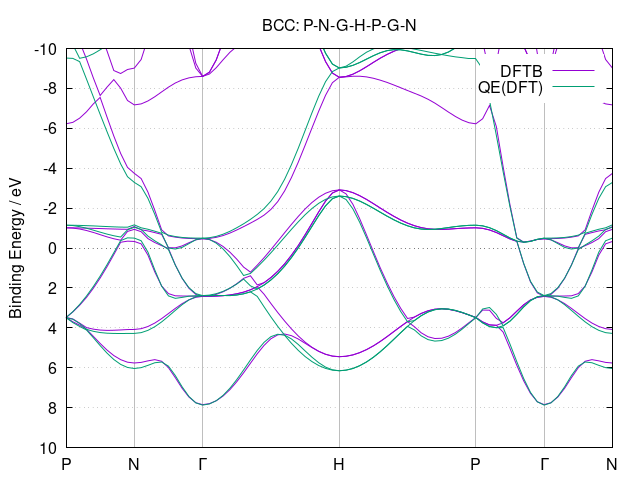 BCC: P-N-G-H-P-G-N
-10
DFTB
-8
QE(DFT)
-6
-4
-2
0
2
4
6
8
10
Binding Energy / eV
P N Γ H P Γ N